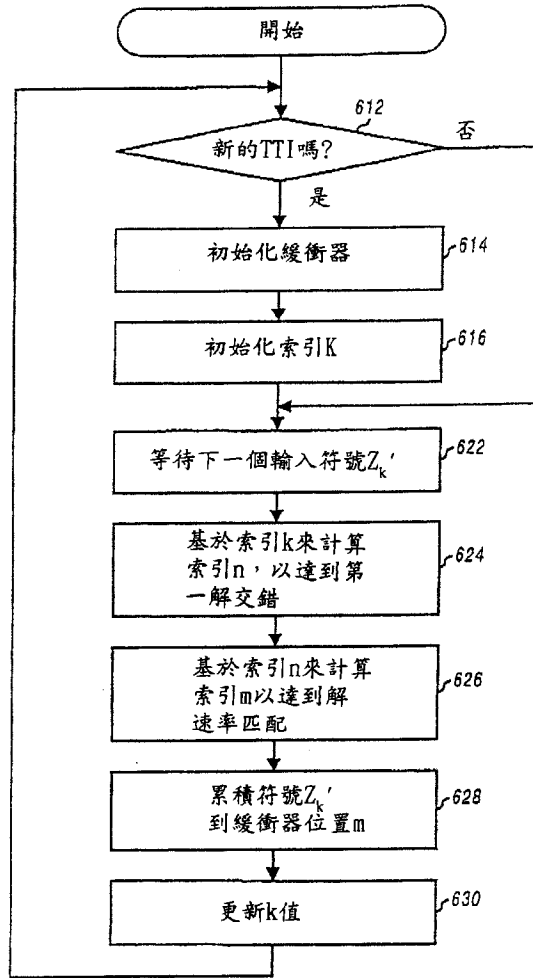 開始
612
新的TTI嗎?
否
是
初始化緩衝器
614
初始化索引K
616
等待下一個輸入符號Zk′
622
基於索引k來計算
索引n，以達到第
一解交錯
624
基於索引n來計算
索引m以達到解
速率匹配
626
累積符號Zk′
到緩衝器位置m
628
更新k值
630